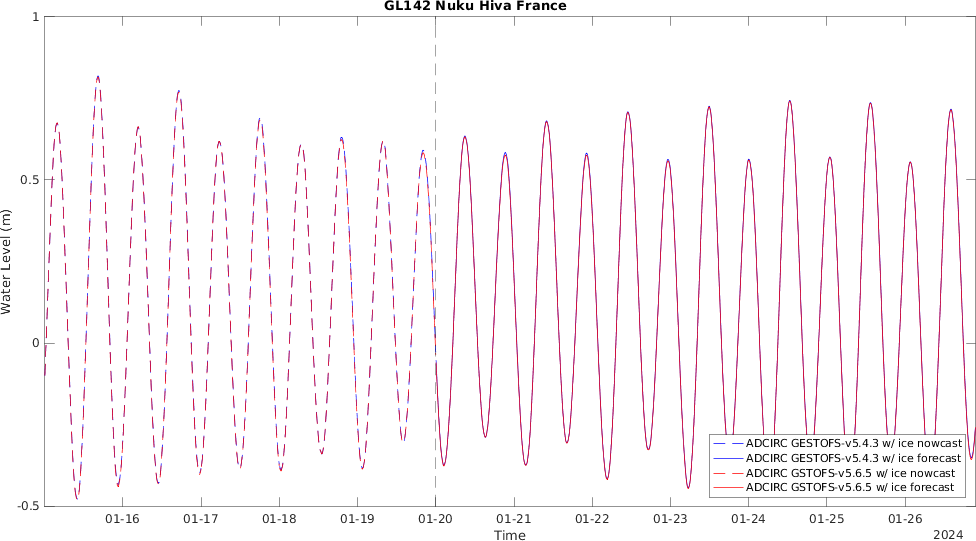 GL142 Nuku Hiva France
1
0.5
0
-0.5
Water Level (m)
ADCIRC GESTOFS-v5.4.3 w/ ice nowcast
ADCIRC GESTOFS-v5.4.3 w/ ice forecast
ADCIRC GSTOFS-v5.6.5 w/ ice nowcast
ADCIRC GSTOFS-v5.6.5 w/ ice forecast
01-16 01-17 01-18 01-19 01-20 01-21 01-22 01-23 01-24 01-25 01-26
Time
2024